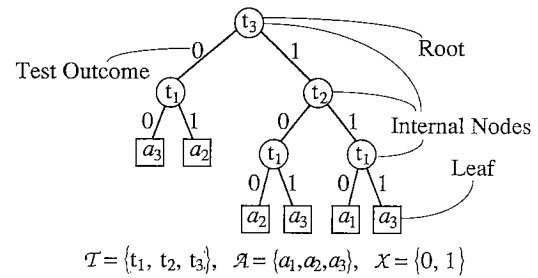 t₃
0 1 Root
Test Outcome
t₁ t₂
0 1 0 1 Internal Nodes
a₃ a₂ t₁ t₁
0 1 0 1 Leaf
a₂ a₃ a₁ a₃
𝒯 = {t₁, t₂, t₃}, 𝒜 = {a₁,a₂,a₃}, 𝒳 = {0, 1}